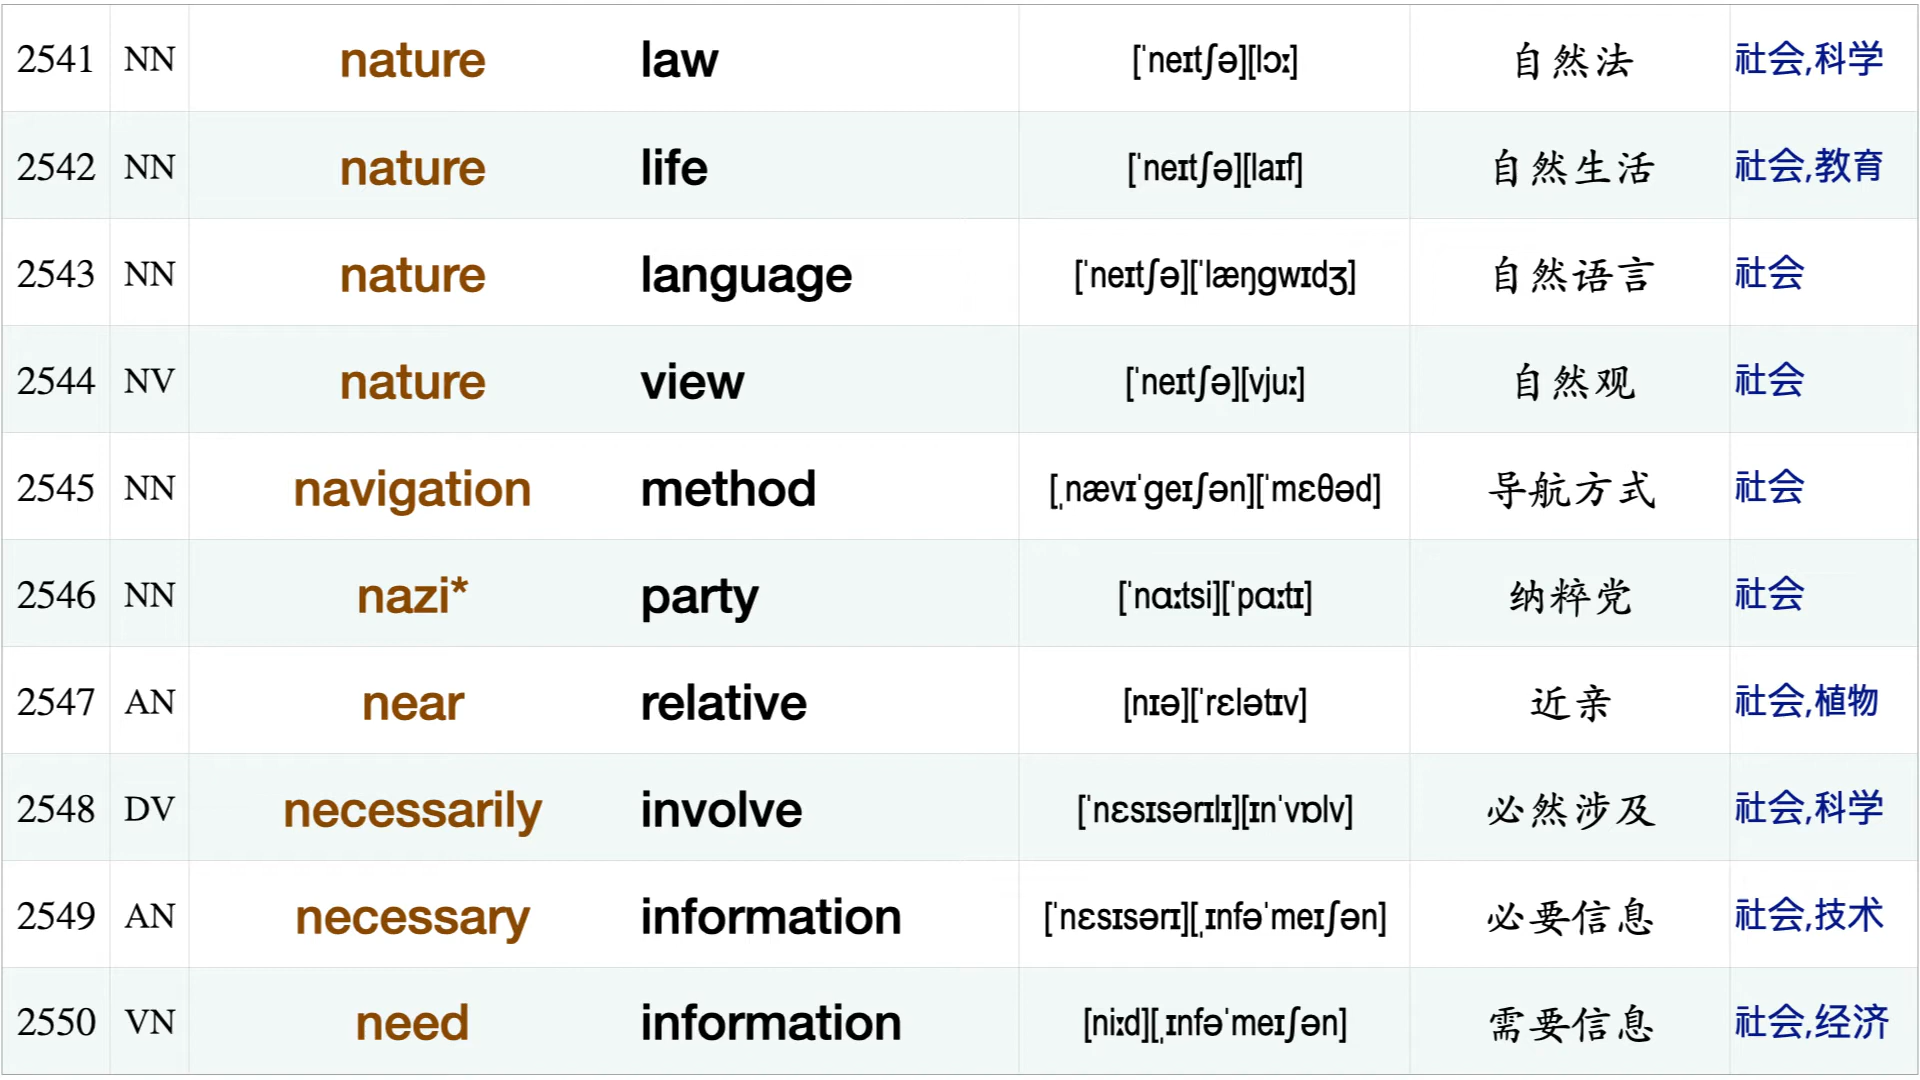 2541 NN nature law [ˈneɪtʃə][lɔː] 自然法 社会,科学
2542 NN nature life [ˈneɪtʃə][laɪf] 自然生活 社会,教育
2543 NN nature language [ˈneɪtʃə][ˈlæŋgwɪdʒ] 自然语言 社会
2544 NV nature view [ˈneɪtʃə][vjuː] 自然观 社会
2545 NN navigation method [ˌnævɪˈgeɪʃən][ˈmɛθəd] 导航方式 社会
2546 NN nazi* party [ˈnɑːtsi][ˈpɑːtɪ] 纳粹党 社会
2547 AN near relative [nɪə][ˈrɛlətɪv] 近亲 社会,植物
2548 DV necessarily involve [ˈnɛsɪsərɪlɪ][ɪnˈvɒlv] 必然涉及 社会,科学
2549 AN necessary information [ˈnɛsɪsərɪ][ˌɪnfəˈmeɪʃən] 必要信息 社会,技术
2550 VN need information [niːd][ˌɪnfəˈmeɪʃən] 需要信息 社会,经济